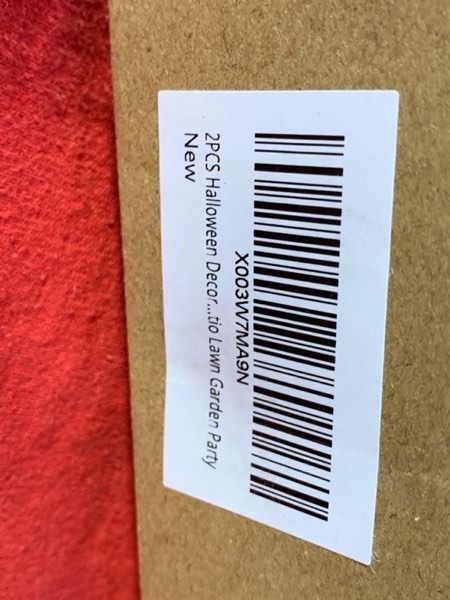 X003W7MA9N
2PCS Halloween Decor...tio Lawn Garden Party
New